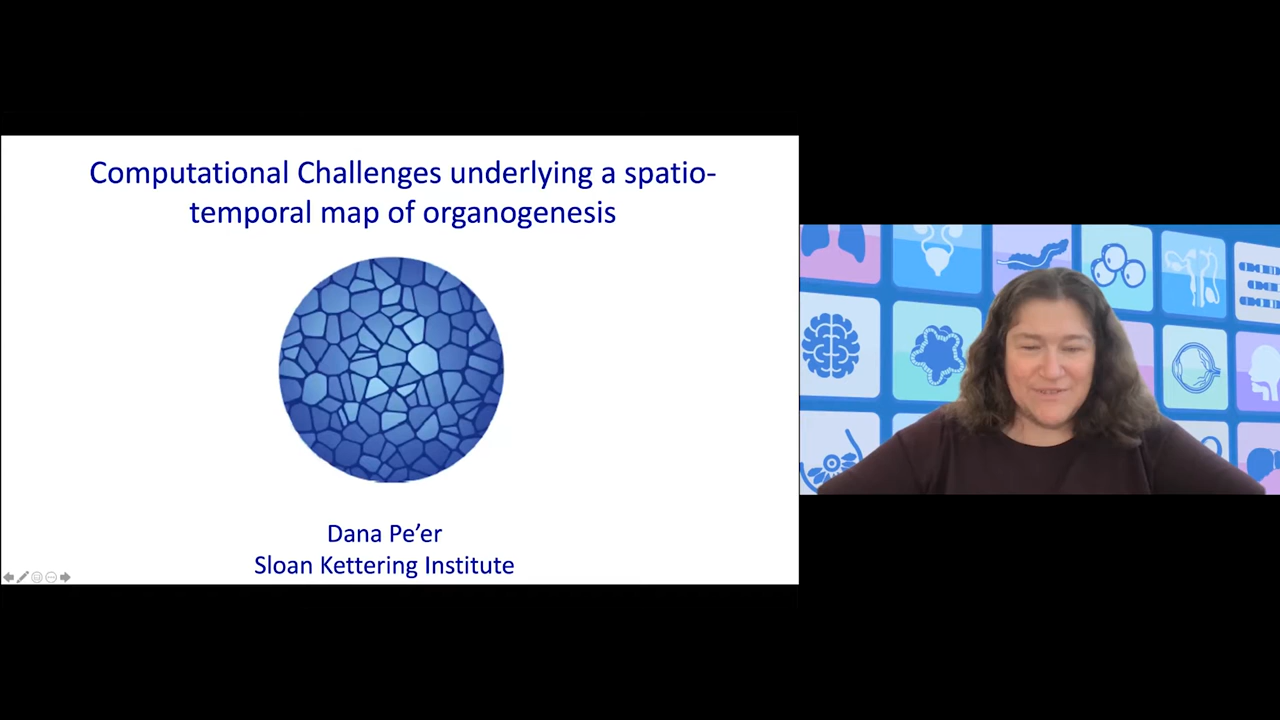 Computational Challenges underlying a spatio-
temporal map of organogenesis
Dana Pe’er
Sloan Kettering Institute